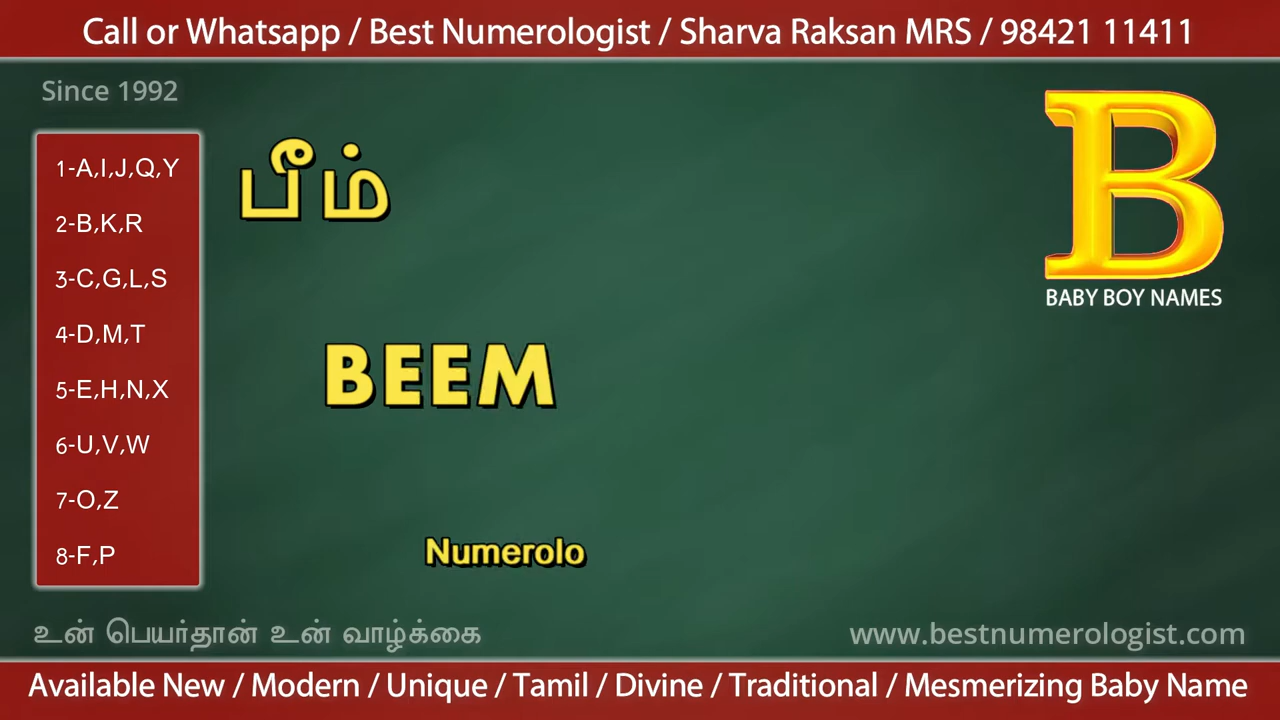 Call or Whatsapp / Best Numerologist / Sharva Raksan MRS / 98421 11411
Since 1992
B
BABY BOY NAMES
1-A,I,J,Q,Y
2-B,K,R
3-C,G,L,S
4-D,M,T
5-E,H,N,X
6-U,V,W
7-O,Z
8-F,P
பீம்
BEEM
Numerolo
உன் பெயர்தான் உன் வாழ்க்கை
www.bestnumerologist.com
Available New / Modern / Unique / Tamil / Divine / Traditional / Mesmerizing Baby Name